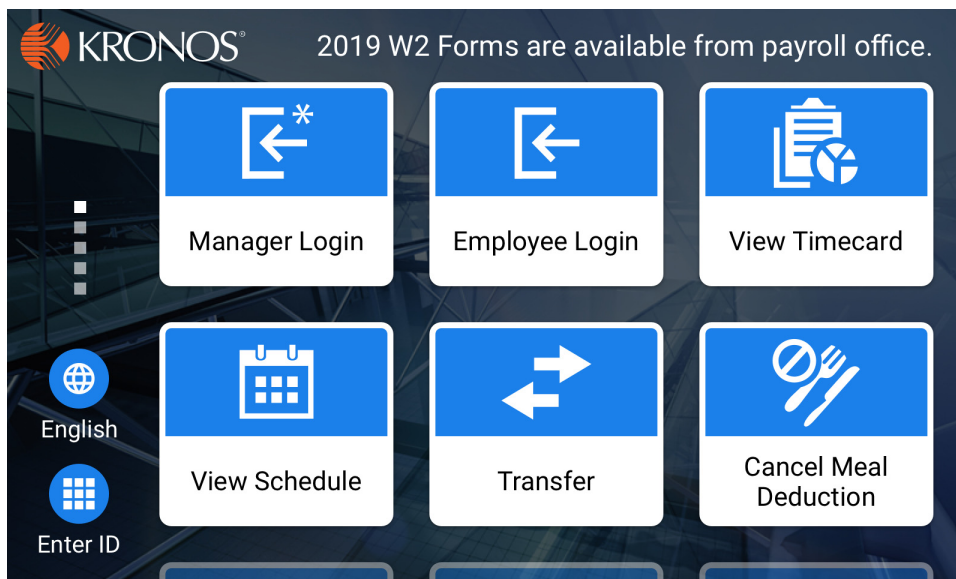 KRONOS®
2019 W2 Forms are available from payroll office.
Manager Login
Employee Login
View Timecard
View Schedule
Transfer
Cancel Meal
Deduction
English
Enter ID